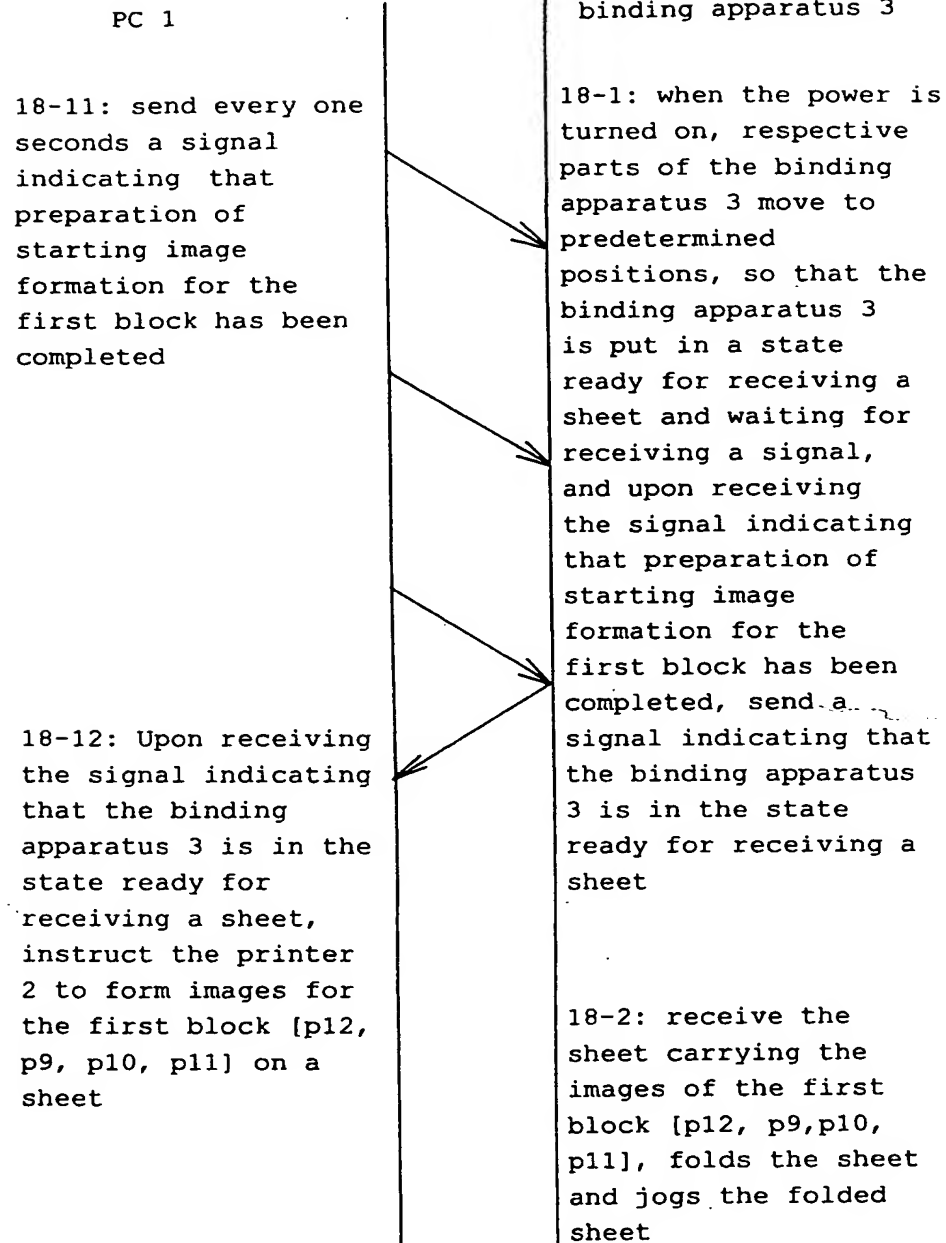 PC 1
18-11: send every one
seconds a signal
indicating that
preparation of
starting image
formation for the
first block has been
completed
18-12: Upon receiving
the signal indicating
that the binding
apparatus 3 is in the
state ready for
receiving a sheet,
instruct the printer
2 to form images for
the first block [p12,
p9, p10, p11] on a
sheet
binding apparatus 3
18-1: when the power is
turned on, respective
parts of the binding
apparatus 3 move to
predetermined
positions, so that the
binding apparatus 3
is put in a state
ready for receiving a
sheet and waiting for
receiving a signal,
and upon receiving
the signal indicating
that preparation of
starting image
formation for the
first block has been
completed, send a
signal indicating that
the binding apparatus
3 is in the state
ready for receiving a
sheet
18-2: receive the
sheet carrying the
images of the first
block [p12, p9,p10,
p11], folds the sheet
and jogs the folded
sheet